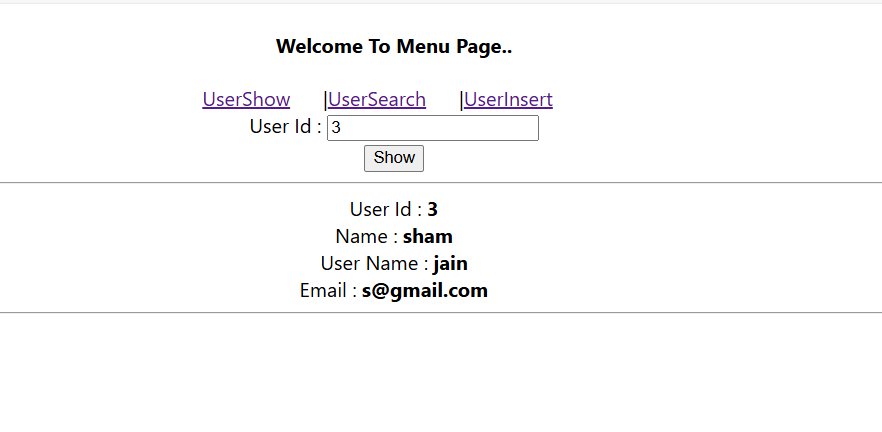 Welcome To Menu Page..
UserShow |UserSearch |UserInsert
User Id : 3
Show
User Id : 3
Name : sham
User Name : jain
Email : s@gmail.com